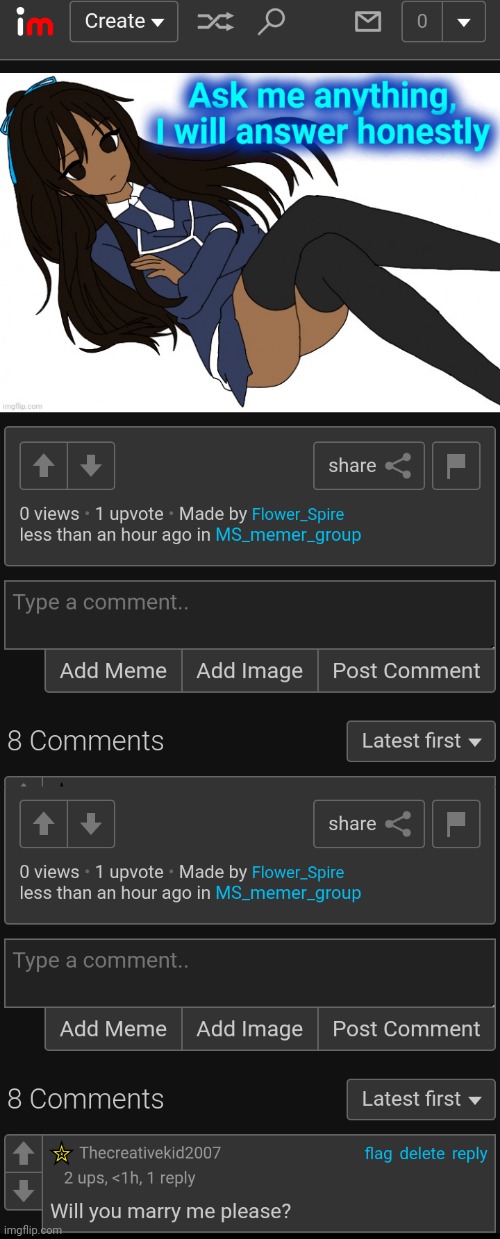 im
Create
0
Ask me anything,
I will answer honestly
imgflip.com
share
0 views • 1 upvote • Made by Flower_Spire
less than an hour ago in MS_memer_group
Type a comment..
Add Meme
Add Image
Post Comment
8 Comments
Latest first
share
0 views • 1 upvote • Made by Flower_Spire
less than an hour ago in MS_memer_group
Type a comment..
Add Meme
Add Image
Post Comment
8 Comments
Latest first
Thecreativekid2007
flag delete reply
2 ups, <1h, 1 reply
Will you marry me please?
imgflip.com